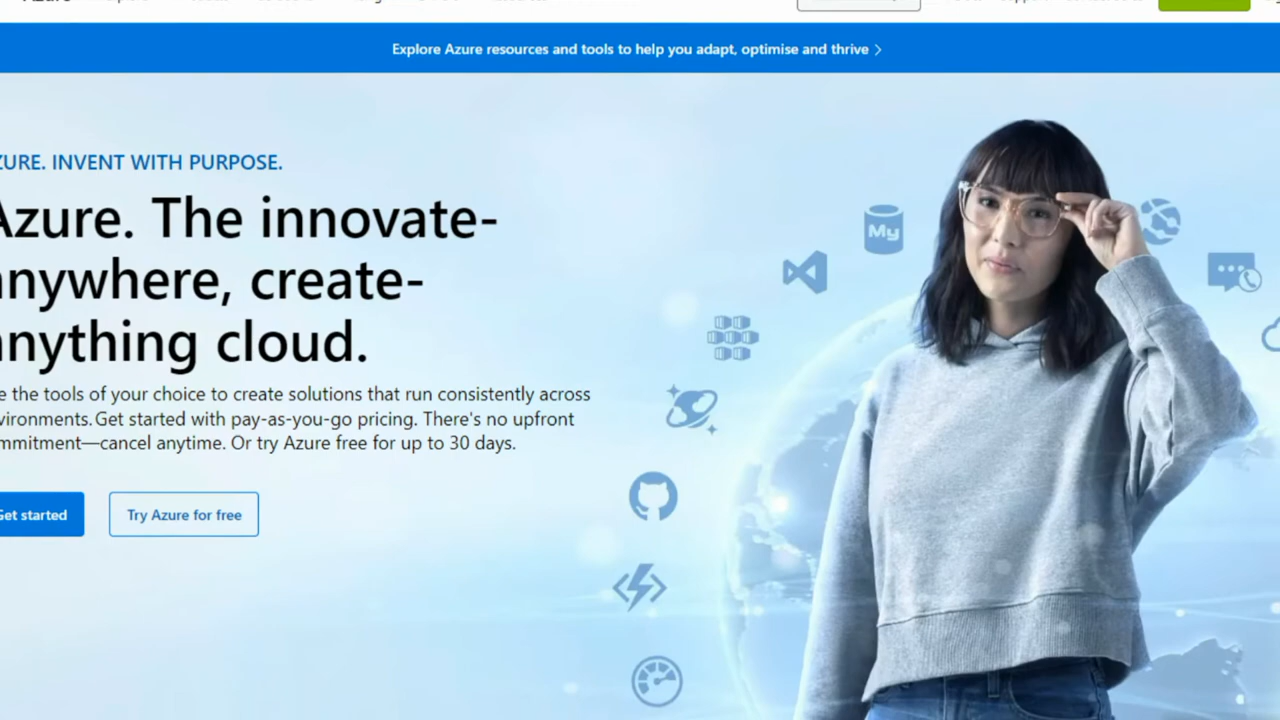 Explore Azure resources and tools to help you adapt, optimise and thrive
ZURE. INVENT WITH PURPOSE.
Azure. The innovate-
anywhere, create-
anything cloud.
e the tools of your choice to create solutions that run consistently across
vironments. Get started with pay-as-you-go pricing. There's no upfront
mmitment—cancel anytime. Or try Azure free for up to 30 days.
Get started
Try Azure for free
My